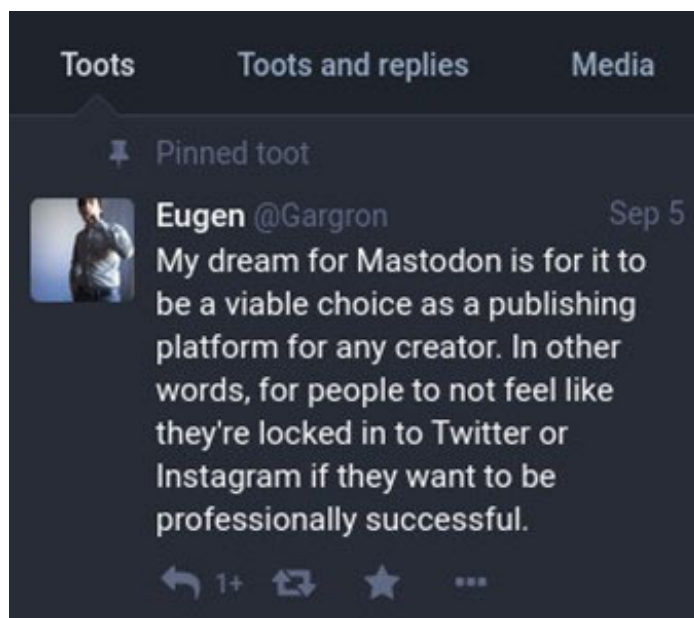 Toots Toots and replies Media
Pinned toot
Eugen @Gargron Sep 5
My dream for Mastodon is for it to
be a viable choice as a publishing
platform for any creator. In other
words, for people to not feel like
they're locked in to Twitter or
Instagram if they want to be
professionally successful.
1+